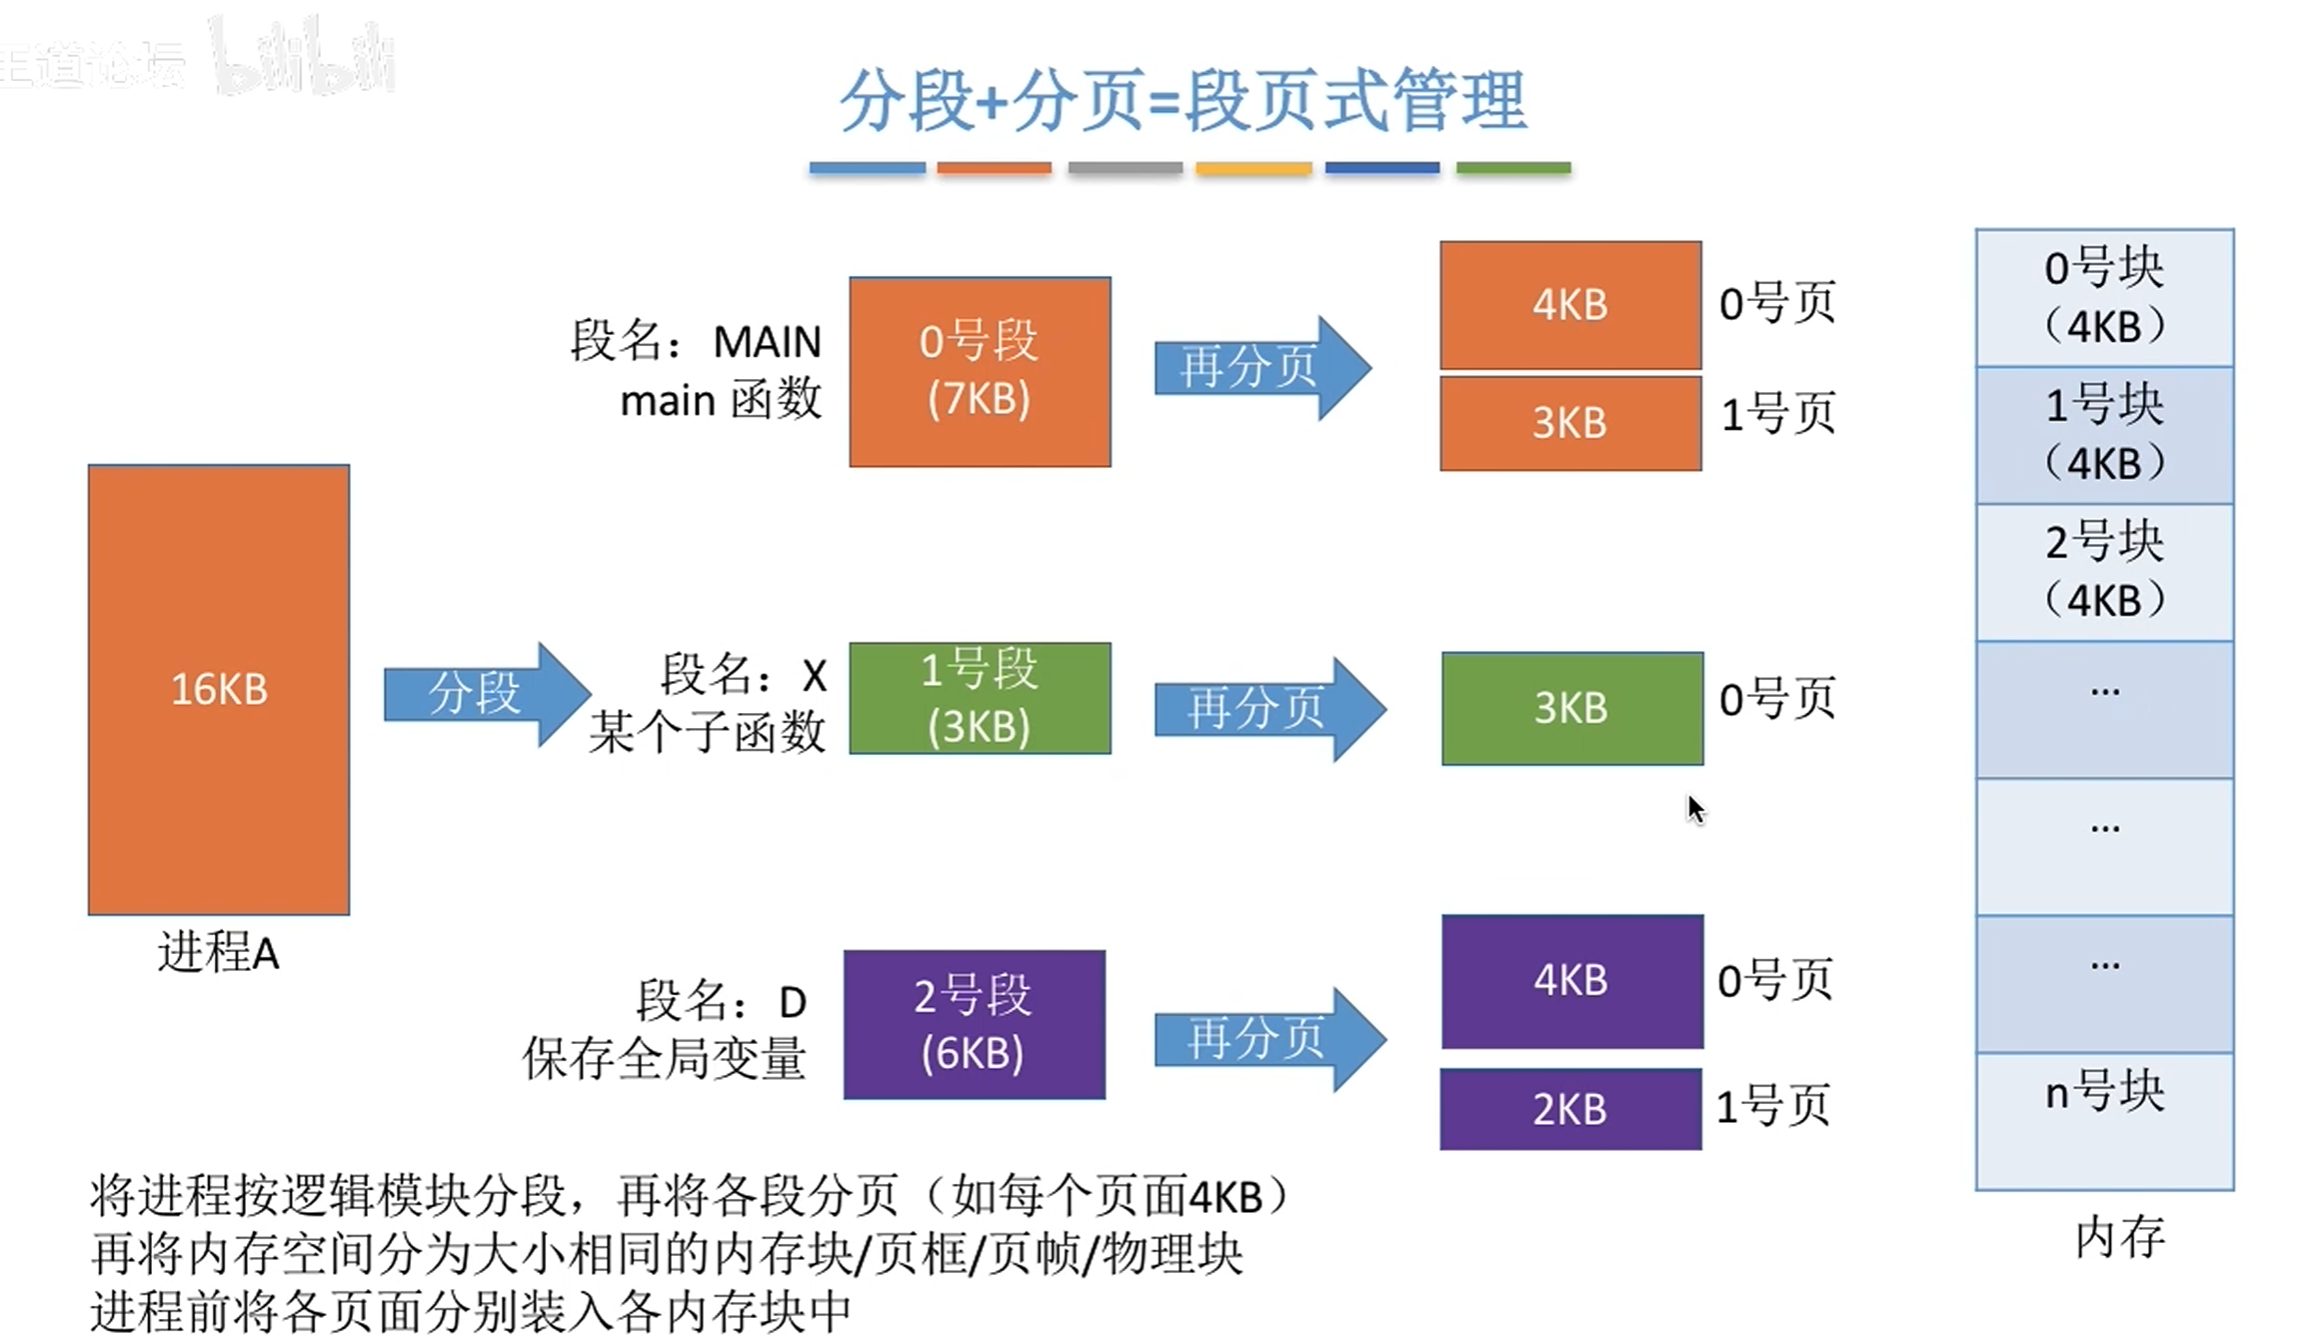 王道论坛 bilibili
分段+分页=段页式管理
段名：MAIN
main 函数
0号段
(7KB)
再分页
4KB
0号页
3KB
1号页
16KB
进程A
分段
段名：X
某个子函数
1号段
(3KB)
再分页
3KB
0号页
段名：D
保存全局变量
2号段
(6KB)
再分页
4KB
0号页
2KB
1号页
0号块
（4KB）
1号块
（4KB）
2号块
（4KB）
...
...
...
n号块
内存
将进程按逻辑模块分段，再将各段分页（如每个页面4KB）
再将内存空间分为大小相同的内存块/页框/页帧/物理块
进程前将各页面分别装入各内存块中